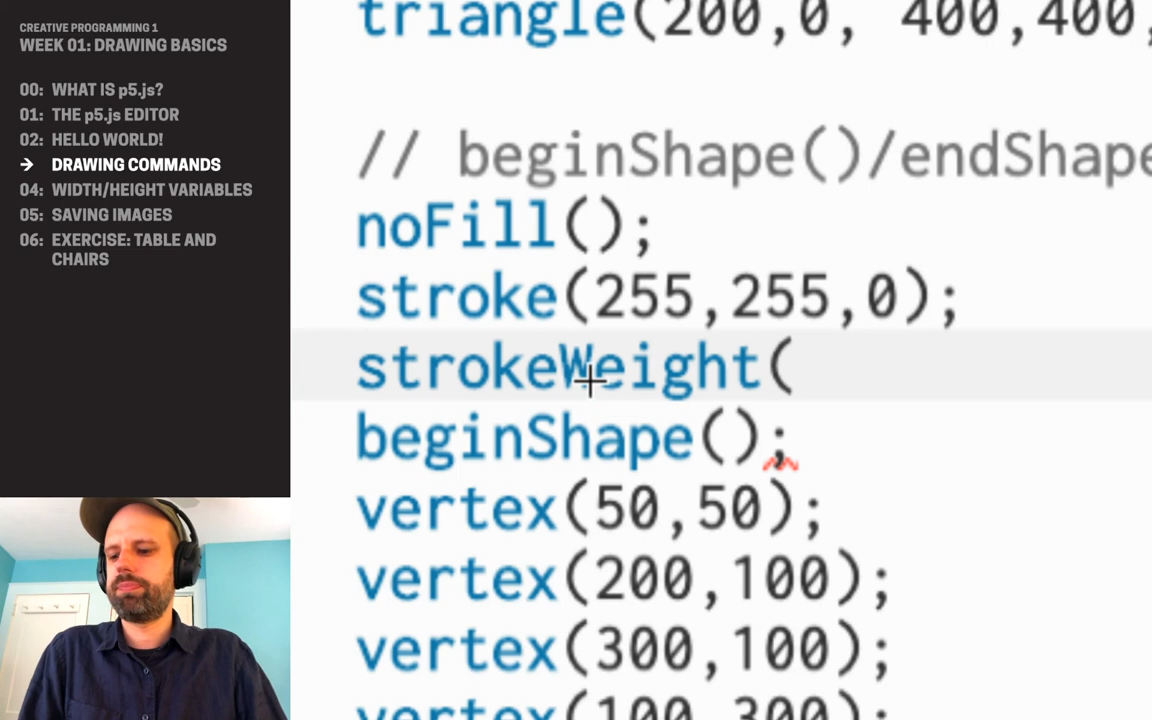 CREATIVE PROGRAMMING 1
WEEK 01: DRAWING BASICS
00: WHAT IS p5.js?
01: THE p5.js EDITOR
02: HELLO WORLD!
→ DRAWING COMMANDS
04: WIDTH/HEIGHT VARIABLES
05: SAVING IMAGES
06: EXERCISE: TABLE AND
CHAIRS
triangle(200,0, 400,400,
// beginShape()/endShape
noFill();
stroke(255,255,0);
strokeWeight(
beginShape();
vertex(50,50);
vertex(200,100);
vertex(300,100);
vertex(100,300);